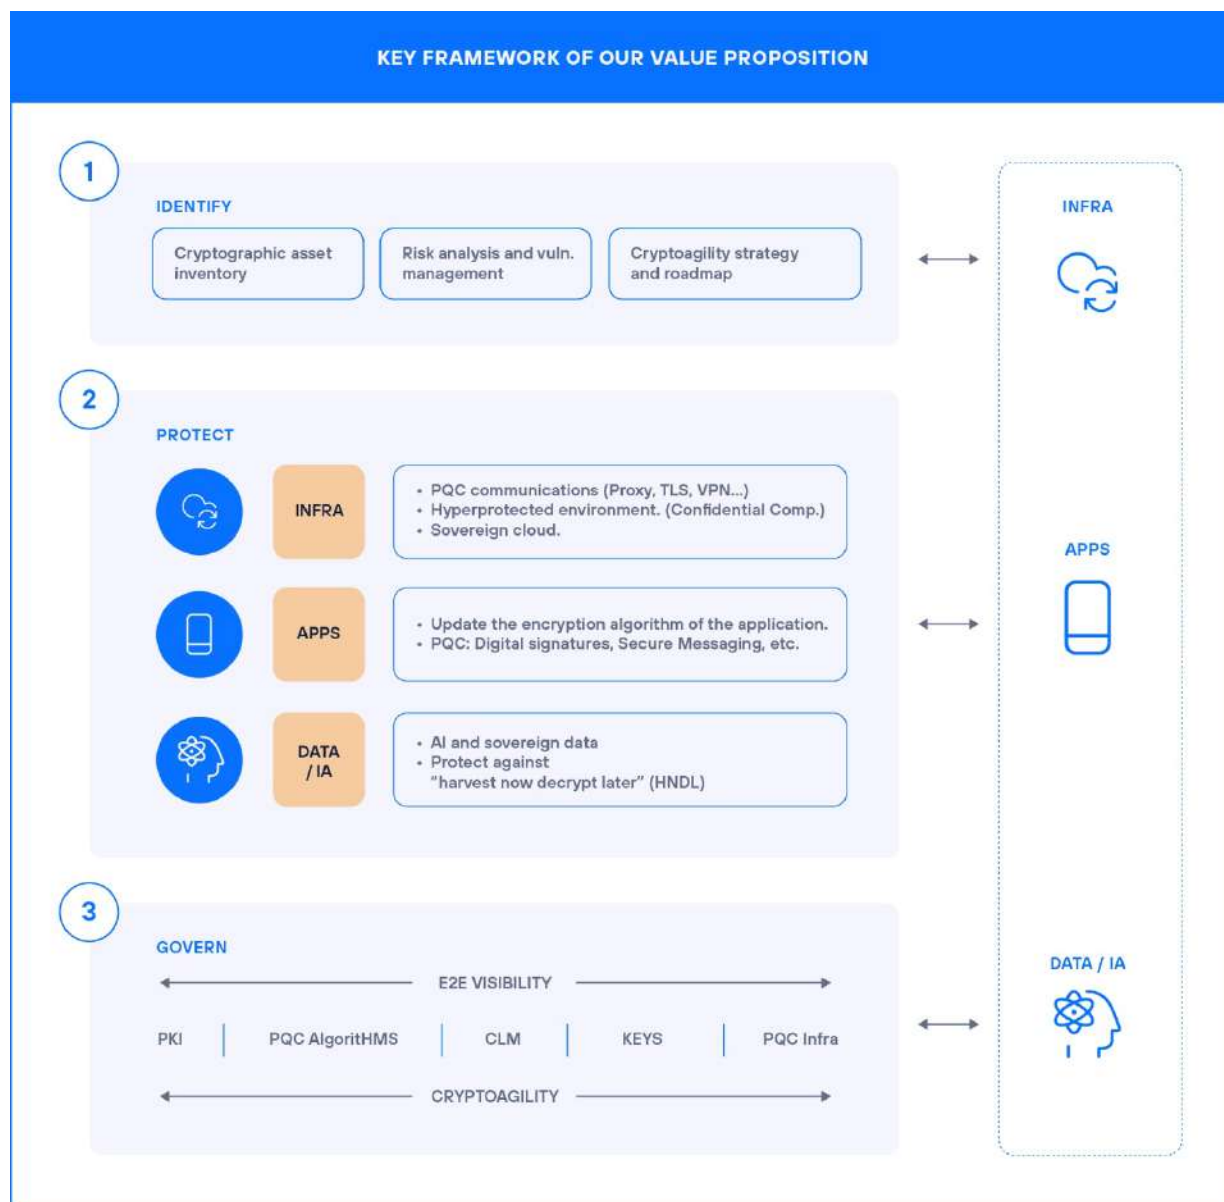 KEY FRAMEWORK OF OUR VALUE PROPOSITION
1
IDENTIFY
Cryptographic asset
inventory
Risk analysis and vuln.
management
Cryptoagility strategy
and roadmap
2
PROTECT
INFRA
• PQC communications (Proxy, TLS, VPN...)
• Hyperprotected environment. (Confidential Comp.)
• Sovereign cloud.
APPS
• Update the encryption algorithm of the application.
• PQC: Digital signatures, Secure Messaging, etc.
DATA
/ IA
• AI and sovereign data
• Protect against
"harvest now decrypt later" (HNDL)
3
GOVERN
E2E VISIBILITY
PKI
PQC AlgoritHMS
CLM
KEYS
PQC Infra
CRYPTOAGILITY
INFRA
APPS
DATA / IA